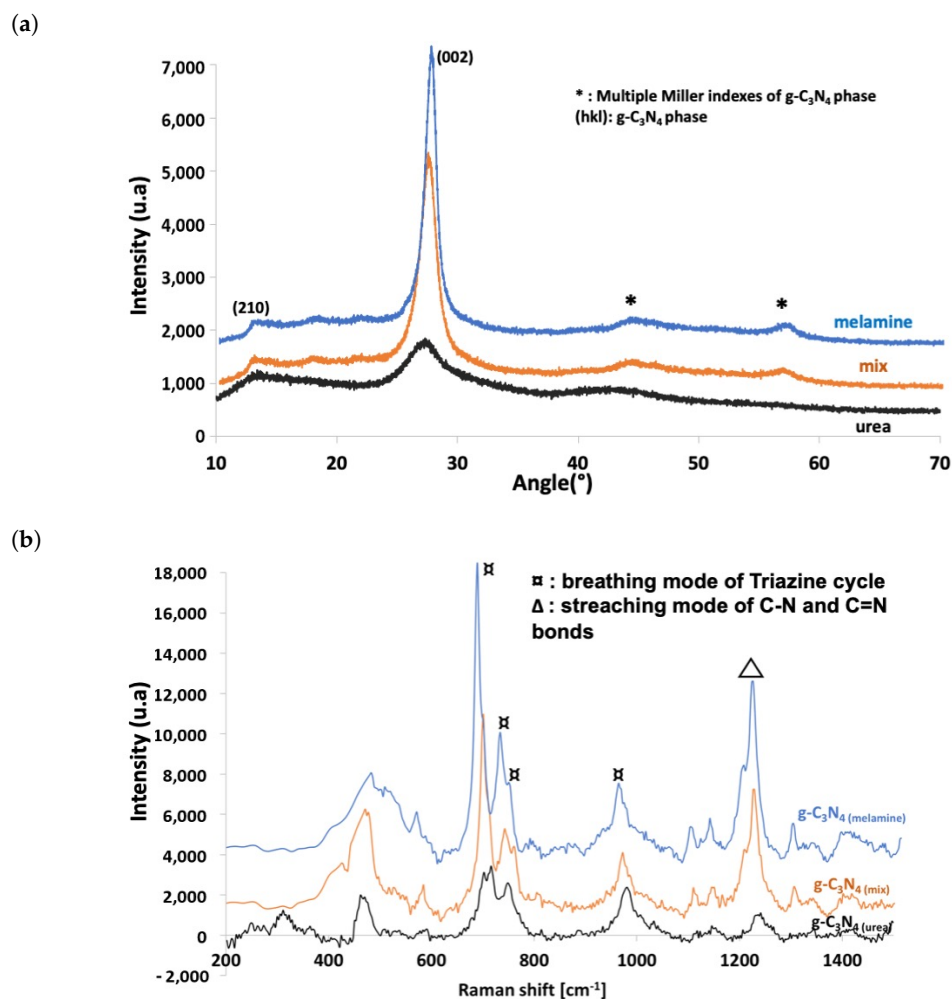 (a)
7,000
6,000
5,000
4,000
3,000
2,000
1,000
0
Intensity (u.a)
(002)
* : Multiple Miller indexes of g-C₃N₄ phase
(hkl): g-C₃N₄ phase
(210)
*
*
melamine
mix
urea
10 20 30 40 50 60 70
Angle(°)
(b)
18,000
16,000
14,000
12,000
10,000
8,000
6,000
4,000
2,000
0
- 2,000
Intensity (u.a)
¤ : breathing mode of Triazine cycle
Δ : streaching mode of C-N and C=N
bonds
¤
¤
¤
¤
△
g-C₃N₄ (melamine)
g-C₃N₄ (mix)
g-C₃N₄ (urea)
200 400 600 800 1000 1200 1400
Raman shift [cm⁻¹]